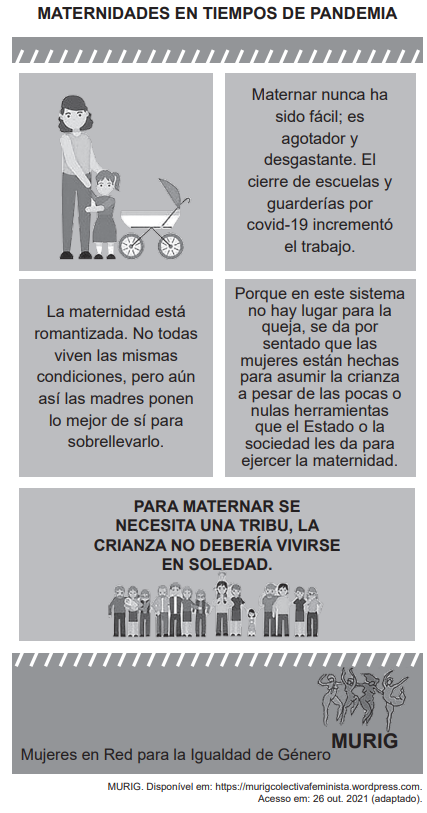 MATERNIDADES EN TIEMPOS DE PANDEMIA
Maternar nunca ha
sido fácil; es
agotador y
desgastante. El
cierre de escuelas y
guarderías por
covid-19 incrementó
el trabajo.
La maternidad está
romantizada. No todas
viven las mismas
condiciones, pero aún
así las madres ponen
lo mejor de sí para
sobrellevarlo.
Porque en este sistema
no hay lugar para la
queja, se da por
sentado que las
mujeres están hechas
para asumir la crianza
a pesar de las pocas o
nulas herramientas
que el Estado o la
sociedad les da para
ejercer la maternidad.
PARA MATERNAR SE
NECESITA UNA TRIBU, LA
CRIANZA NO DEBERÍA VIVIRSE
EN SOLEDAD.
MURIG
Mujeres en Red para la Igualdad de Género
MURIG. Disponível em: https://murigcolectivafeminista.wordpress.com.
Acesso em: 26 out. 2021 (adaptado).